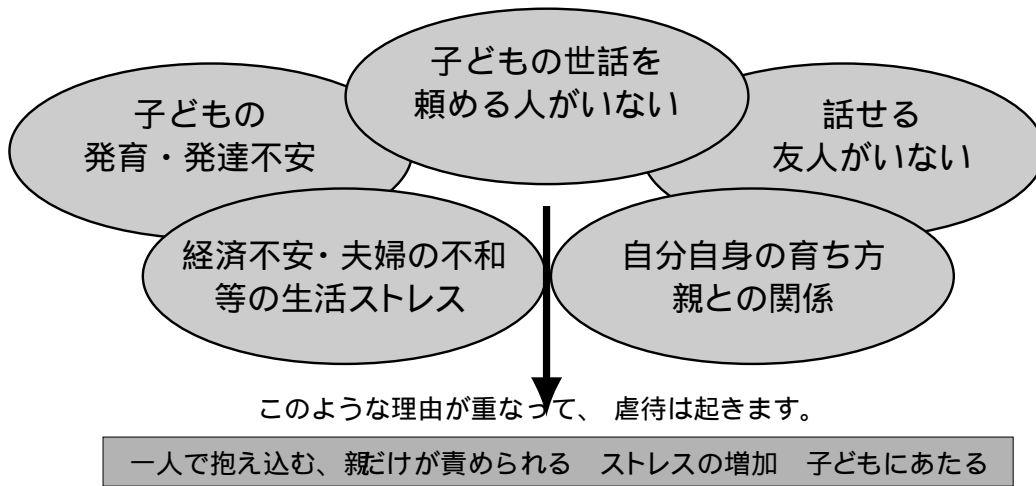 子どもの世話を
頼める人がいない
子どもの
発育・発達不安
話せる
友人がいない
経済不安・夫婦の不和
等の生活ストレス
自分自身の育ち方
親との関係
このような理由が重なって、 虐待は起きます。
一人で抱え込む、親だけが責められる ストレスの増加 子どもにあたる